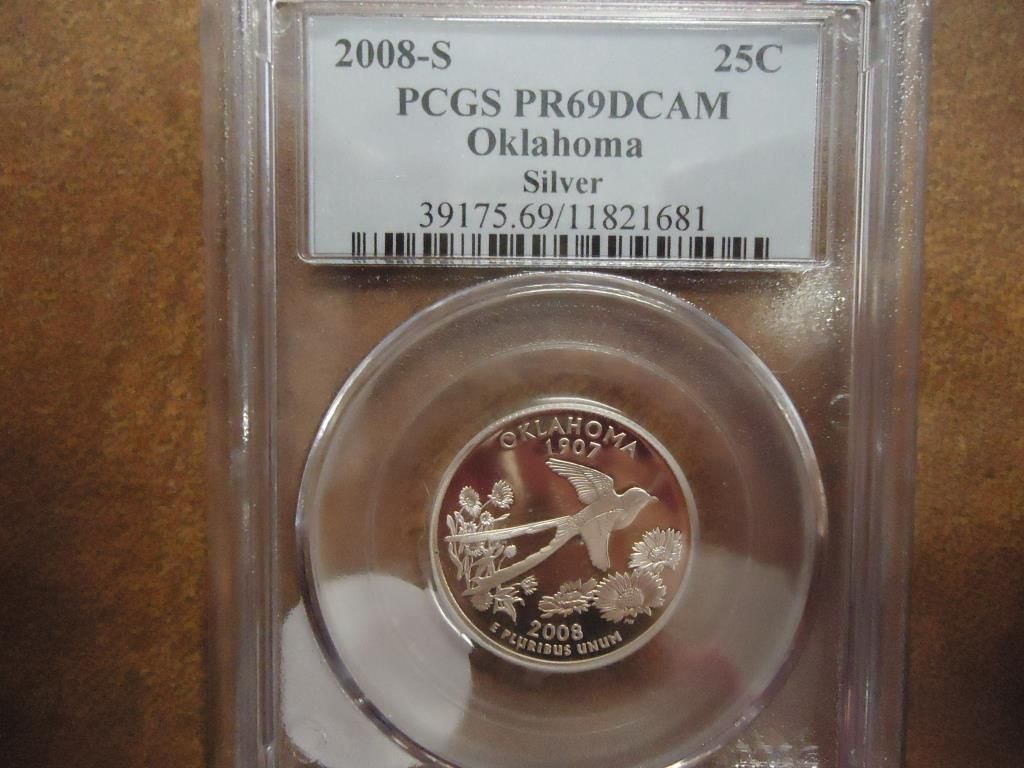 2008-S 25C
PCGS PR69DCAM
Oklahoma
Silver
39175.69/11821681
OKLAHOMA
1907
2008
E PLURIBUS UNUM